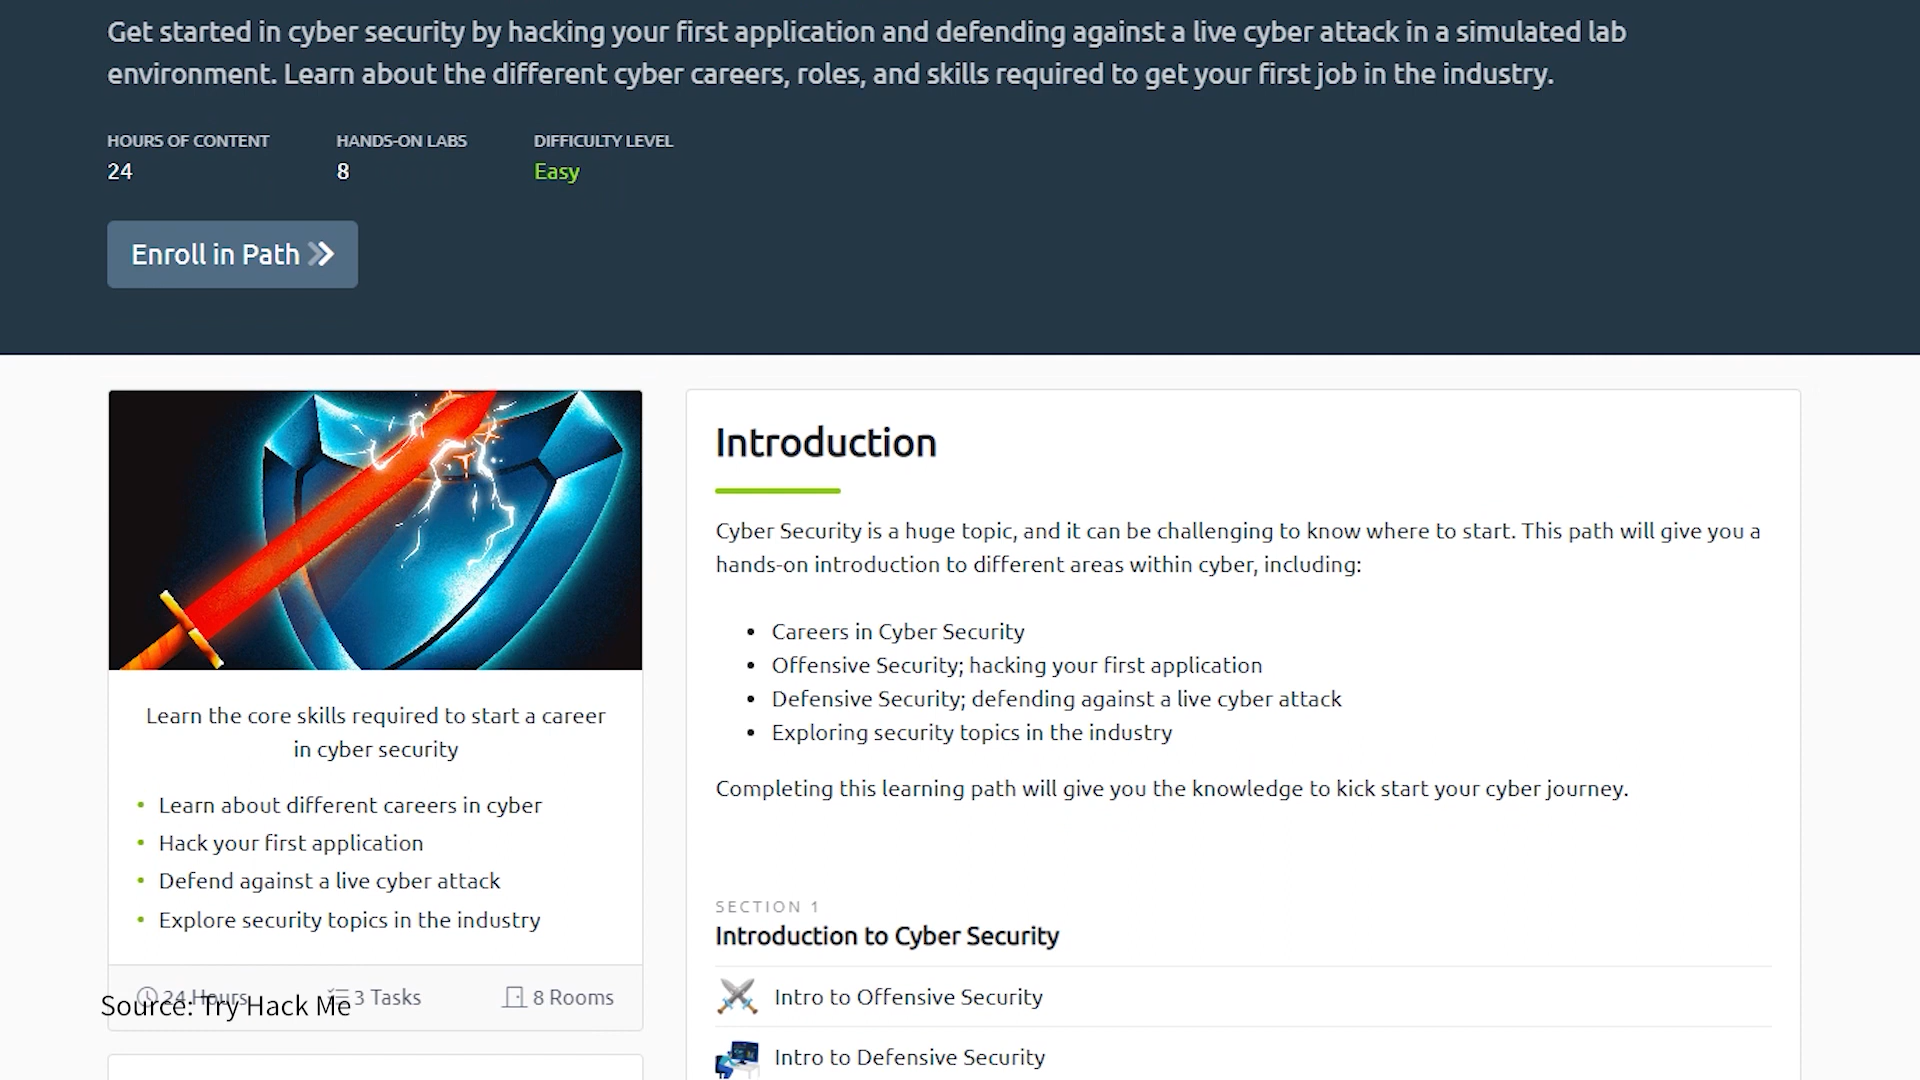 Get started in cyber security by hacking your first application and defending against a live cyber attack in a simulated lab
environment. Learn about the different cyber careers, roles, and skills required to get your first job in the industry.
HOURS OF CONTENT
24
HANDS-ON LABS
8
DIFFICULTY LEVEL
Easy
Enroll in Path
Learn the core skills required to start a career
in cyber security
• Learn about different careers in cyber
• Hack your first application
• Defend against a live cyber attack
• Explore security topics in the industry
24 Hours
3 Tasks
8 Rooms
Source: Try Hack Me
Introduction
Cyber Security is a huge topic, and it can be challenging to know where to start. This path will give you a
hands-on introduction to different areas within cyber, including:
• Careers in Cyber Security
• Offensive Security; hacking your first application
• Defensive Security; defending against a live cyber attack
• Exploring security topics in the industry
Completing this learning path will give you the knowledge to kick start your cyber journey.
SECTION 1
Introduction to Cyber Security
Intro to Offensive Security
Intro to Defensive Security